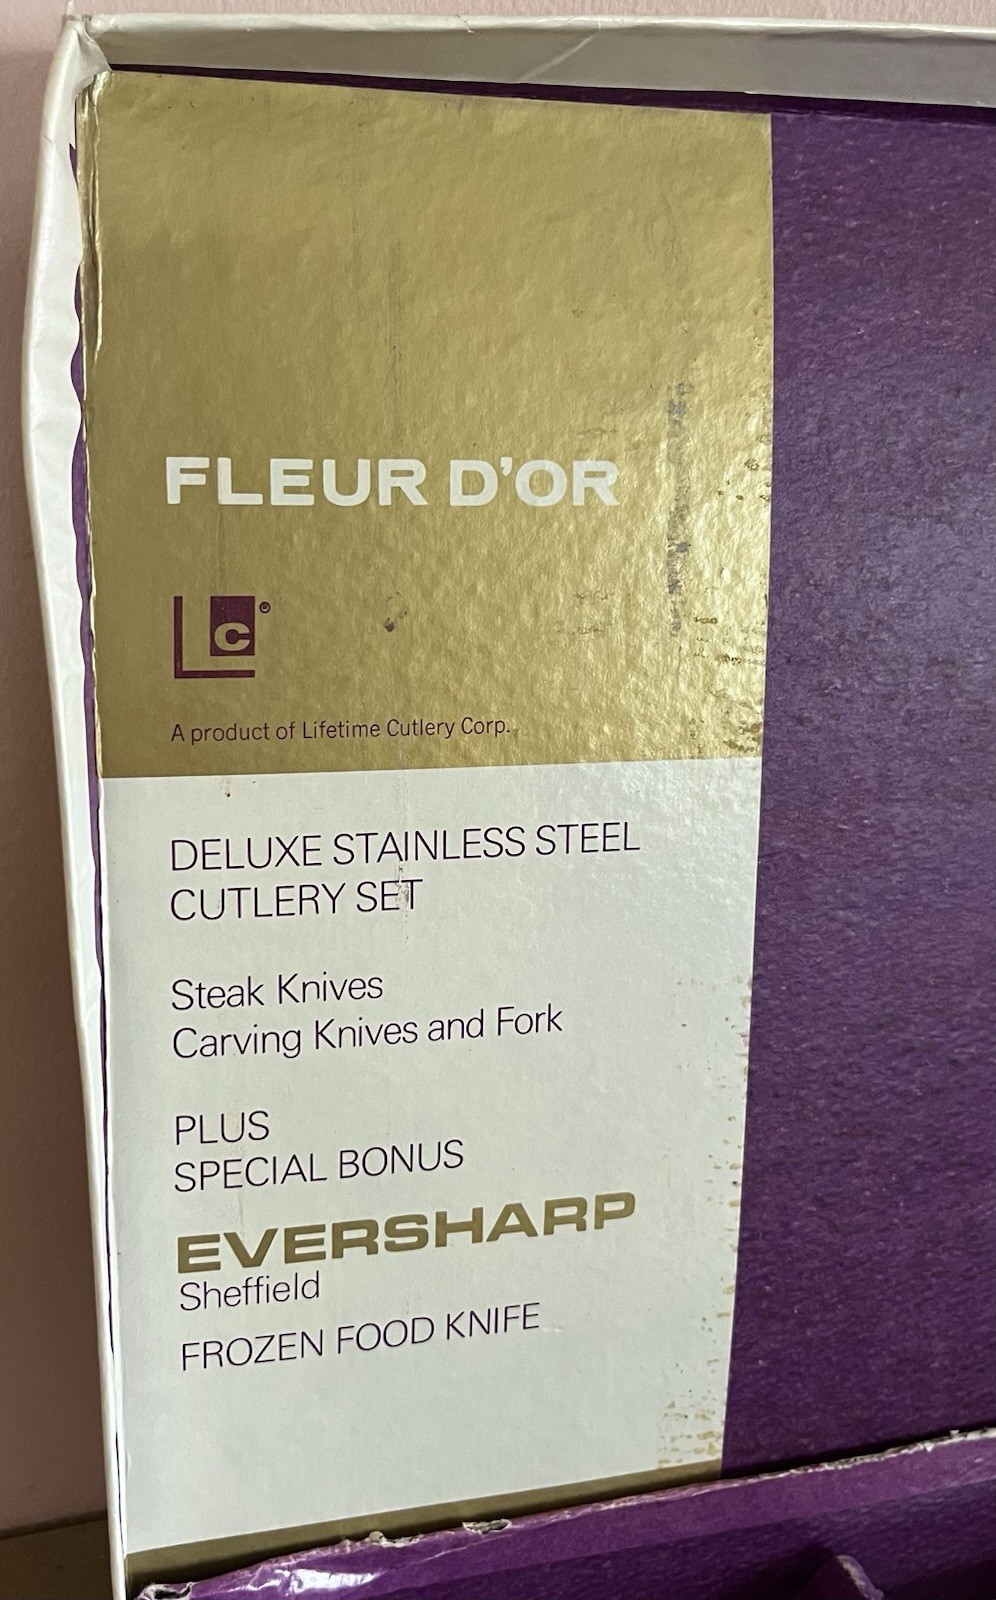 FLEUR D'OR
LC®
A product of Lifetime Cutlery Corp.
DELUXE STAINLESS STEEL
CUTLERY SET
Steak Knives
Carving Knives and Fork
PLUS
SPECIAL BONUS
EVERSHARP
Sheffield
FROZEN FOOD KNIFE